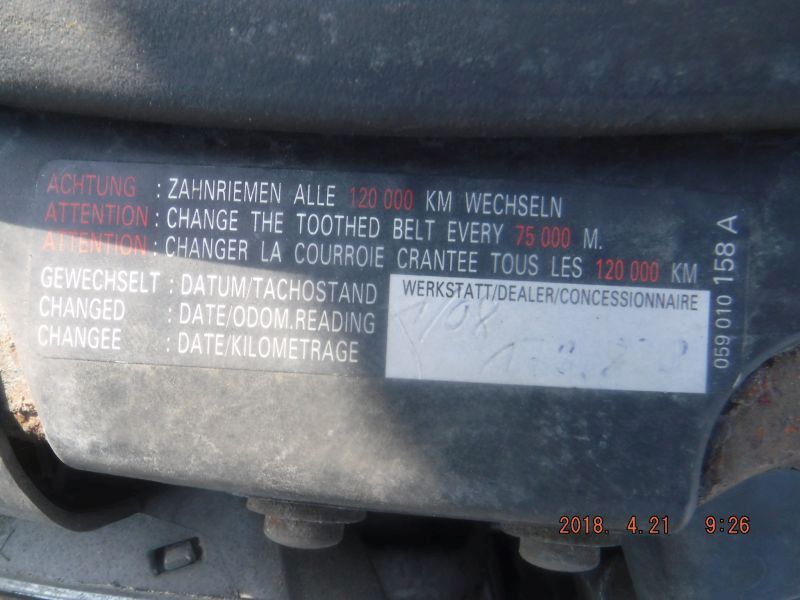 ACHTUNG : ZAHNRIEMEN ALLE 120 000 KM WECHSELN
ATTENTION : CHANGE THE TOOTHED BELT EVERY 75 000 M.
ATTENTION : CHANGER LA COURROIE CRANTEE TOUS LES 120 000 KM
GEWECHSELT : DATUM/TACHOSTAND
CHANGED : DATE/ODOM.READING
CHANGEE : DATE/KILOMETRAGE
WERKSTATT/DEALER/CONCESSIONNAIRE
059 010 158 A
2018. 4.21 9:26